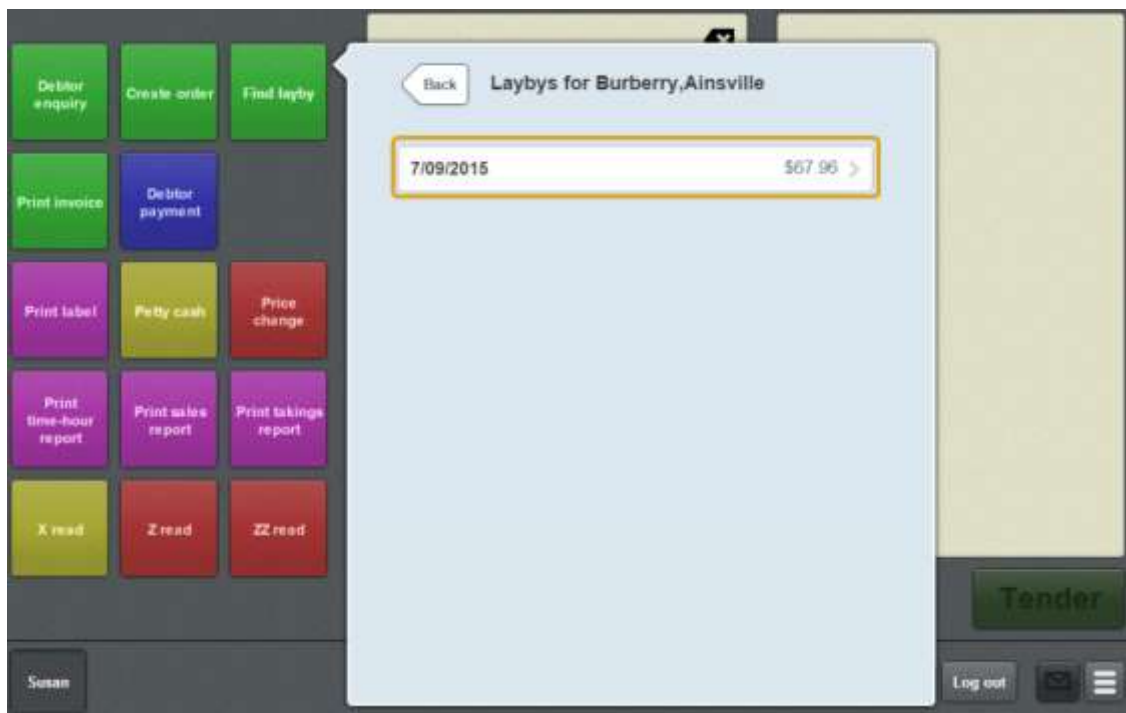 Debtor
enquiry
Create order
Find layby
Print invoice
Debtor
payment
Print label
Petty cash
Price
change
Print
time-hour
report
Print sales
report
Print takings
report
X read
Z read
ZZ read
Susan
Back
Laybys for Burberry,Ainsville
7/09/2015
$67.96
Tender
Log out